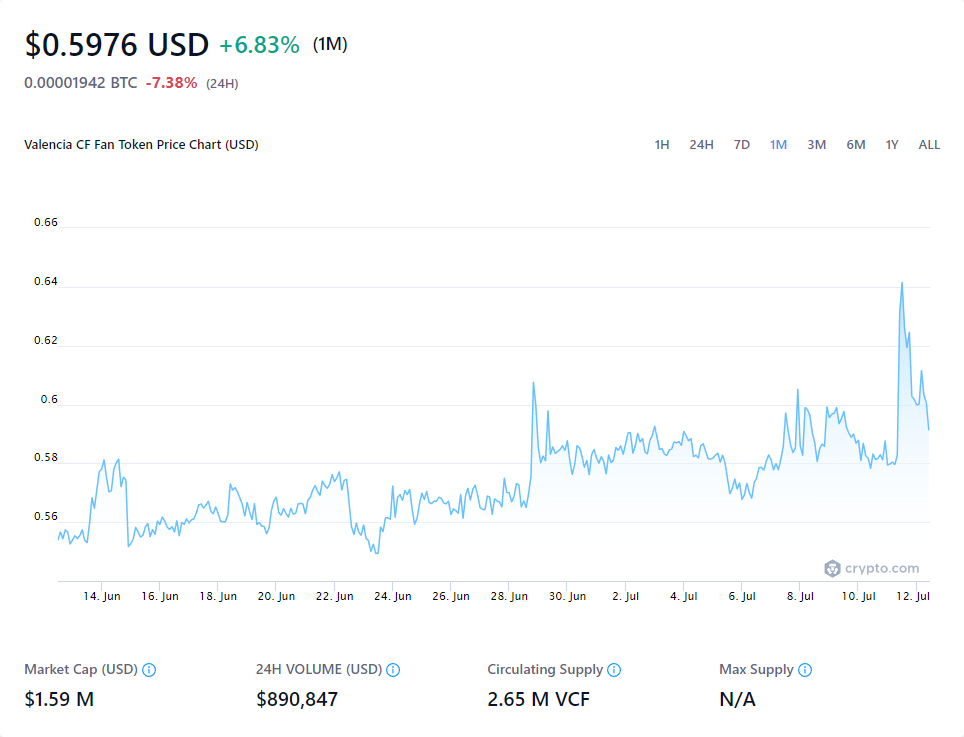 $0.5976 USD +6.83% (1M)
0.00001942 BTC -7.38% (24H)
Valencia CF Fan Token Price Chart (USD) 1H 24H 7D 1M 3M 6M 1Y ALL
0.66
0.64
0.62
0.6
0.58
0.56
crypto.com
14. Jun 16. Jun 18. Jun 20. Jun 22. Jun 24. Jun 26. Jun 28. Jun 30. Jun 2. Jul 4. Jul 6. Jul 8. Jul 10. Jul 12. Jul
Market Cap (USD) 24H VOLUME (USD) Circulating Supply Max Supply
$1.59 M $890,847 2.65 M VCF N/A